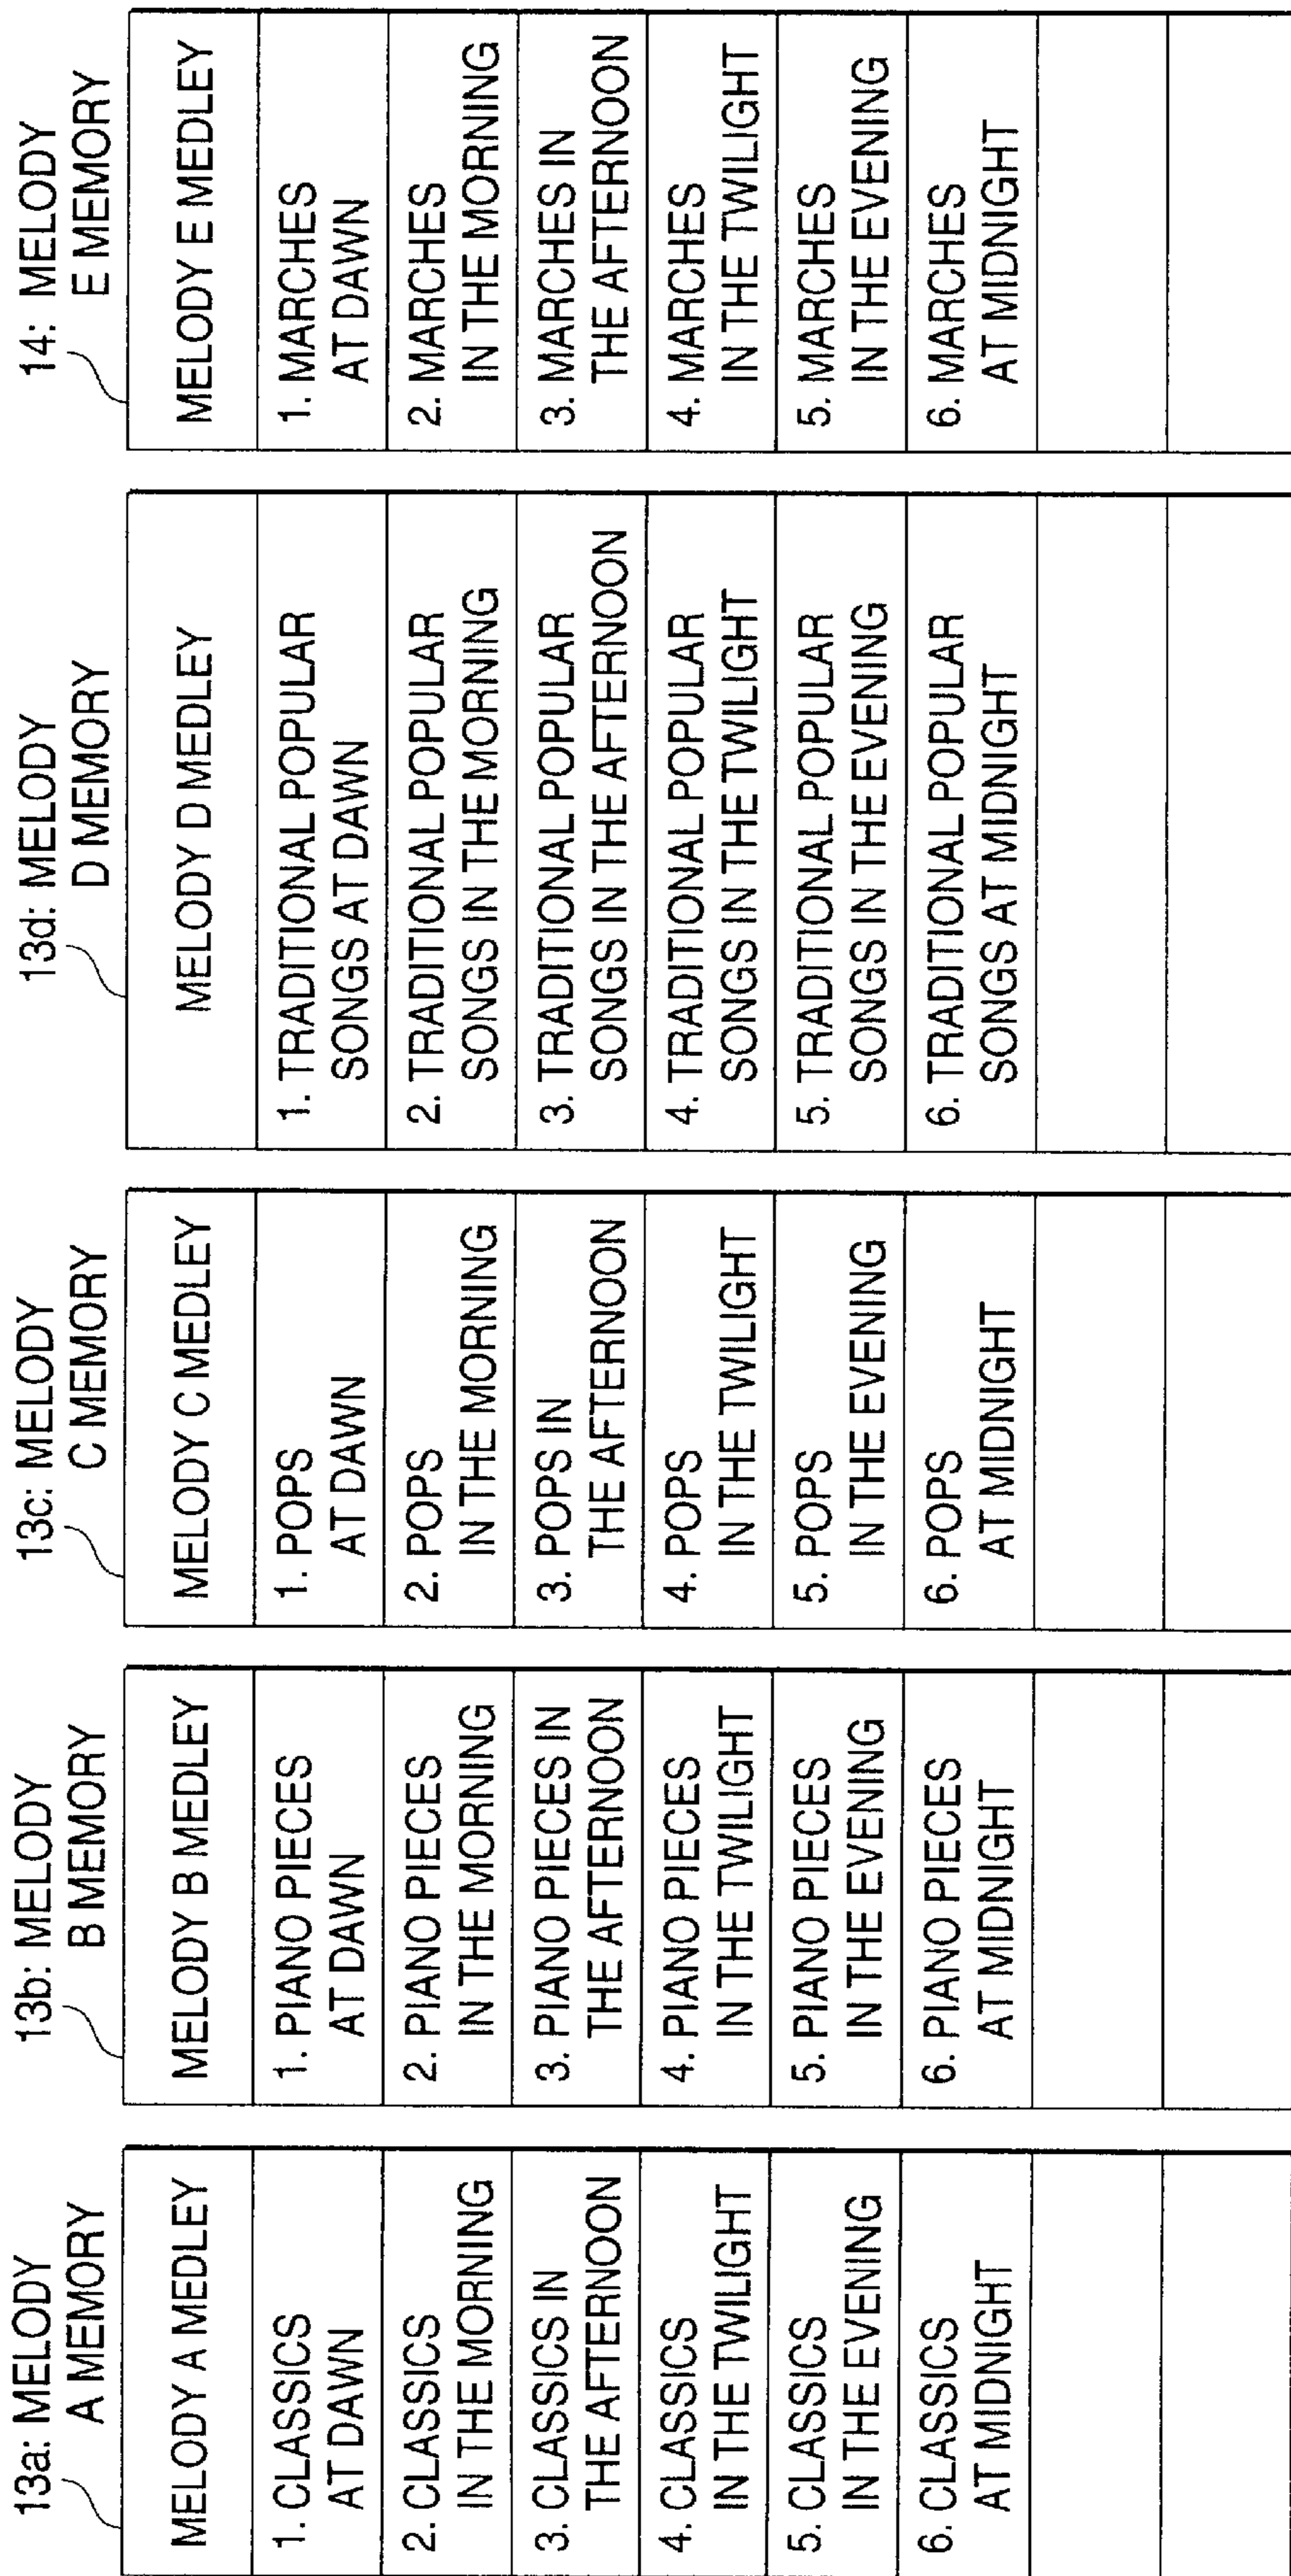 13a: MELODY
A MEMORY
MELODY A MEDLEY
1. CLASSICS
AT DAWN
2. CLASSICS
IN THE MORNING
3. CLASSICS IN
THE AFTERNOON
4. CLASSICS
IN THE TWILIGHT
5. CLASSICS
IN THE EVENING
6. CLASSICS
AT MIDNIGHT
13b: MELODY
B MEMORY
MELODY B MEDLEY
1. PIANO PIECES
AT DAWN
2. PIANO PIECES
IN THE MORNING
3. PIANO PIECES IN
THE AFTERNOON
4. PIANO PIECES
IN THE TWILIGHT
5. PIANO PIECES
IN THE EVENING
6. PIANO PIECES
AT MIDNIGHT
13c: MELODY
C MEMORY
MELODY C MEDLEY
1. POPS
AT DAWN
2. POPS
IN THE MORNING
3. POPS IN
THE AFTERNOON
4. POPS
IN THE TWILIGHT
5. POPS
IN THE EVENING
6. POPS
AT MIDNIGHT
13d: MELODY
D MEMORY
MELODY D MEDLEY
1. TRADITIONAL POPULAR
SONGS AT DAWN
2. TRADITIONAL POPULAR
SONGS IN THE MORNING
3. TRADITIONAL POPULAR
SONGS IN THE AFTERNOON
4. TRADITIONAL POPULAR
SONGS IN THE TWILIGHT
5. TRADITIONAL POPULAR
SONGS IN THE EVENING
6. TRADITIONAL POPULAR
SONGS AT MIDNIGHT
14: MELODY
E MEMORY
MELODY E MEDLEY
1. MARCHES
AT DAWN
2. MARCHES
IN THE MORNING
3. MARCHES IN
THE AFTERNOON
4. MARCHES
IN THE TWILIGHT
5. MARCHES
IN THE EVENING
6. MARCHES
AT MIDNIGHT